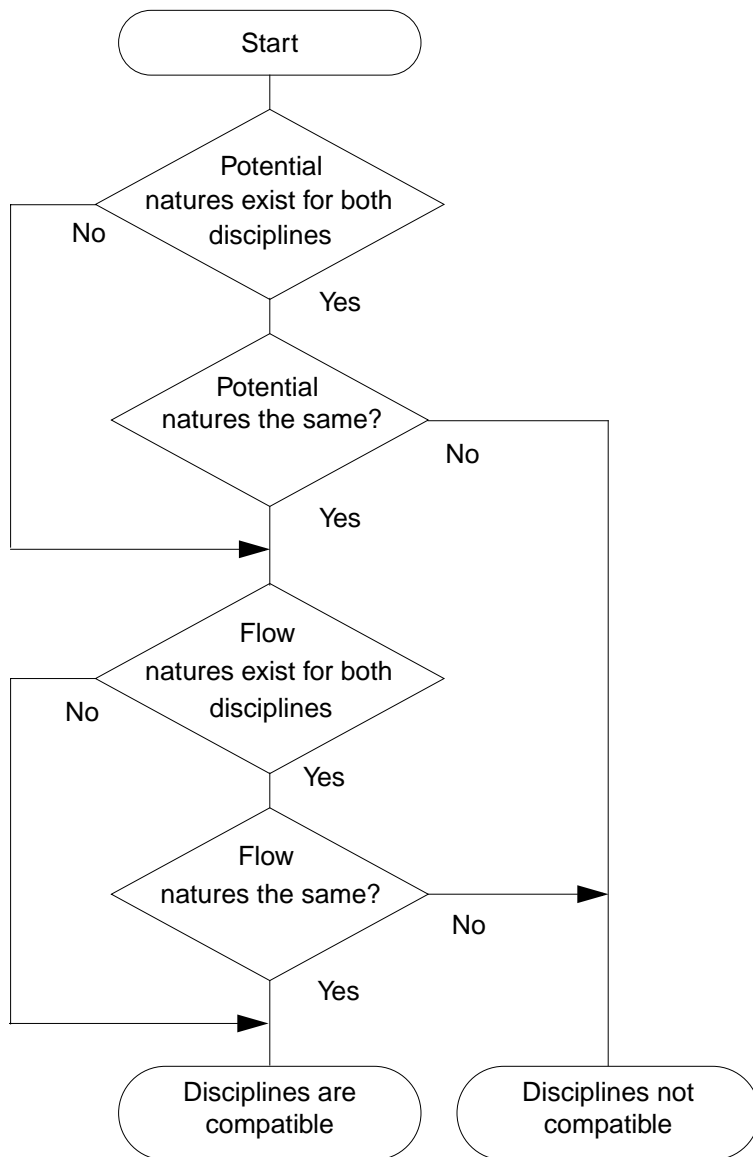 Start
Potential
natures exist for both
disciplines
No
Yes
Potential
natures the same?
No
Yes
Flow
natures exist for both
disciplines
No
Yes
Flow
natures the same?
No
Yes
Disciplines are
compatible
Disciplines not
compatible